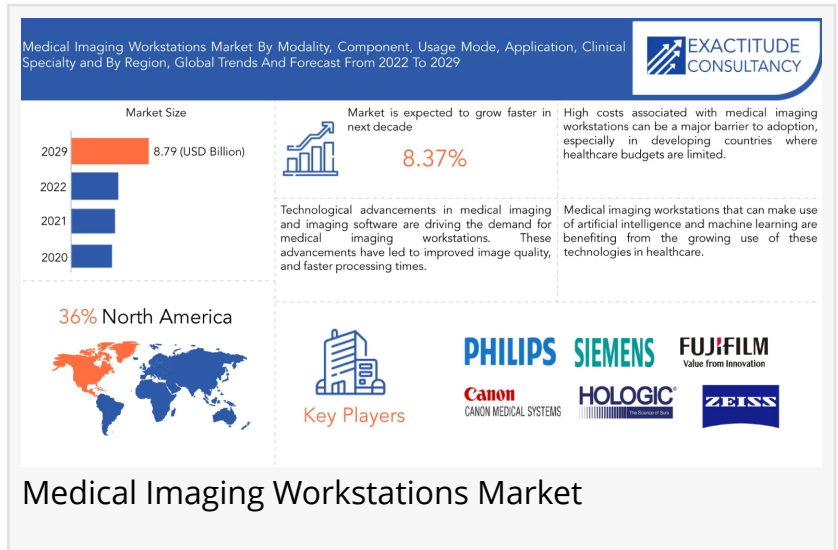 Medical Imaging Workstations Market By Modality, Component, Usage Mode, Application, Clinical
Specialty and By Region, Global Trends And Forecast From 2022 To 2029
EXACTITUDE
CONSULTANCY
Market Size
2029
8.79 (USD Billion)
2022
2021
2020
Market is expected to grow faster in
next decade
8.37%
High costs associated with medical imaging
workstations can be a major barrier to adoption,
especially in developing countries where
healthcare budgets are limited.
Technological advancements in medical imaging
and imaging software are driving the demand for
medical imaging workstations. These
advancements have led to improved image quality,
and faster processing times.
Medical imaging workstations that can make use
of artificial intelligence and machine learning are
benefiting from the growing use of these
technologies in healthcare.
36% North America
Key Players
PHILIPS
SIEMENS
FUJIFILM
Value from Innovation
Canon
CANON MEDICAL SYSTEMS
HOLOGIC®
The Science of Sure
ZEISS
Medical Imaging Workstations Market